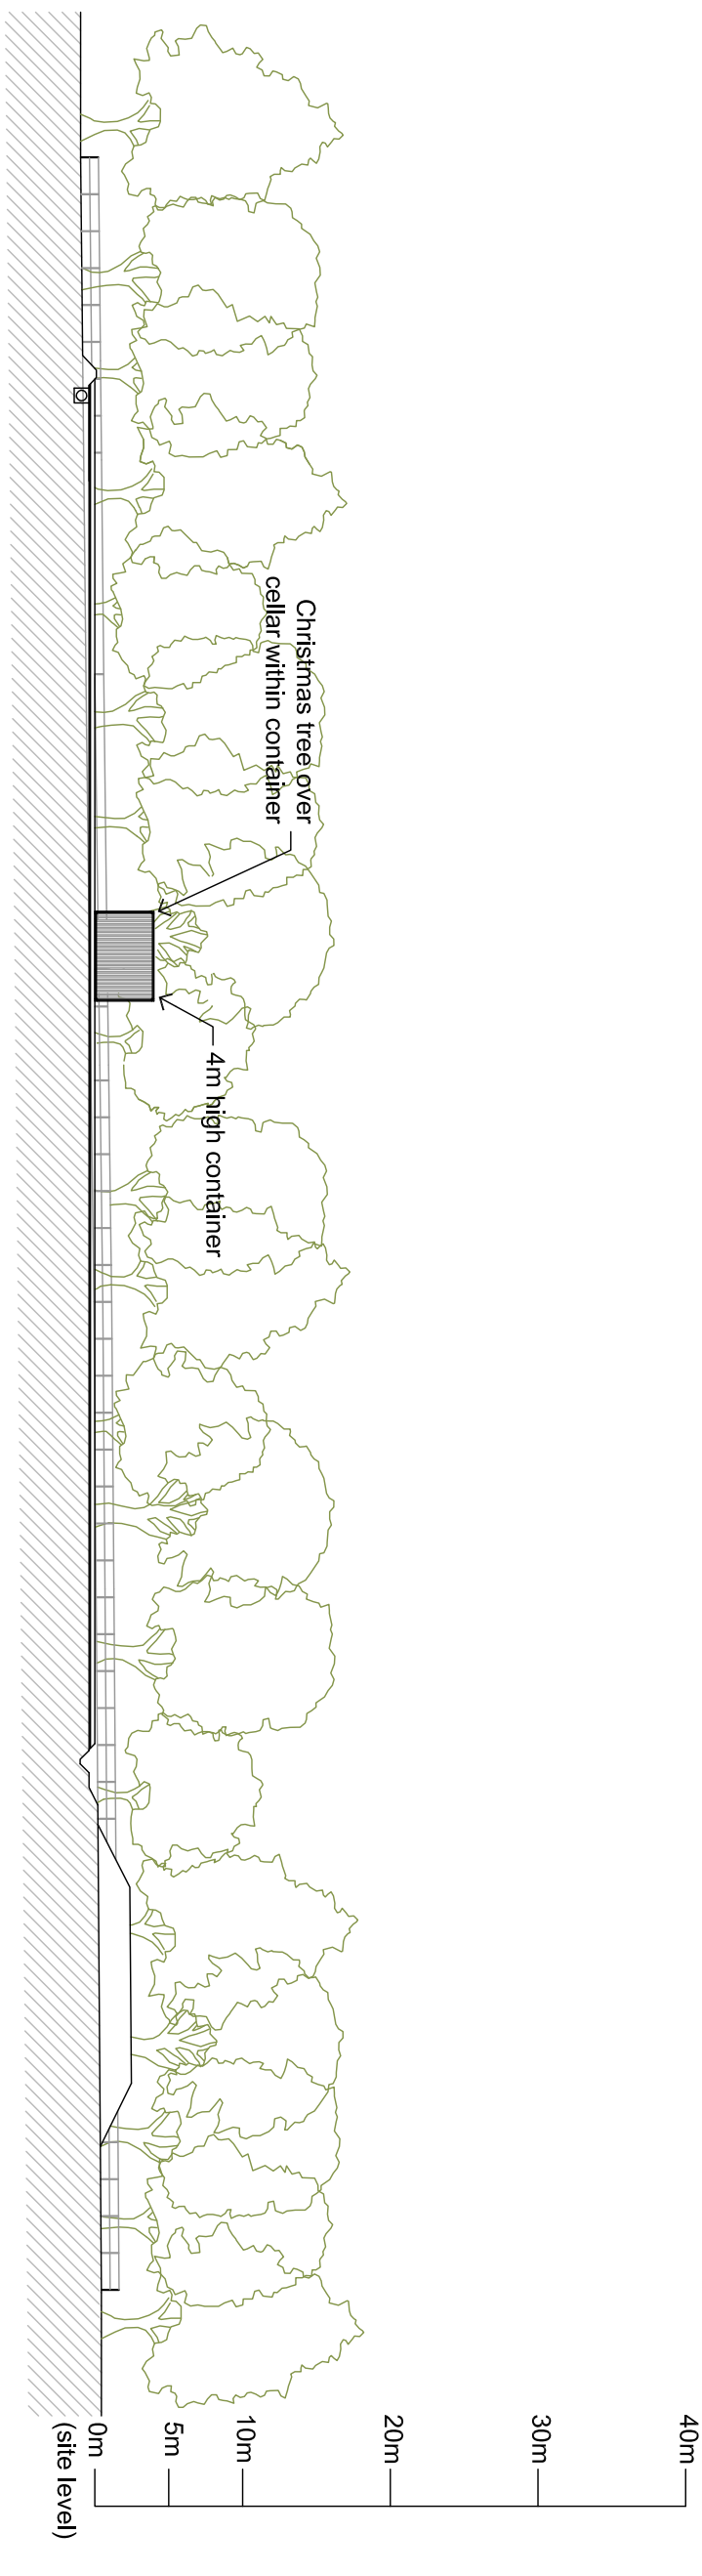 Christmas tree over
cellar within container
4m high container
40m
30m
20m
10m
5m
0m
(site level)